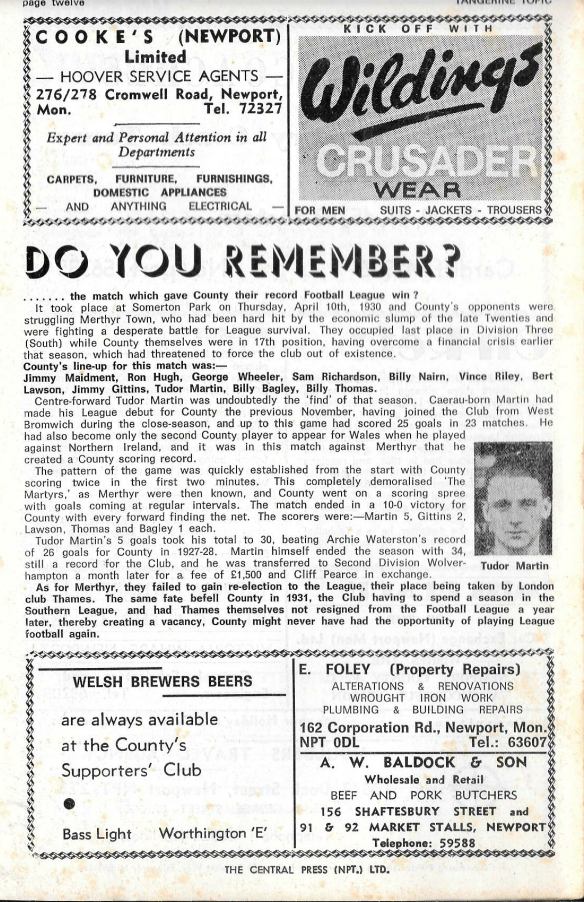 page twelve
TANGERINE TOPIC
COOKE'S (NEWPORT)
Limited
— HOOVER SERVICE AGENTS —
276/278 Cromwell Road, Newport,
Mon. Tel. 72327
Expert and Personal Attention in all
Departments
CARPETS, FURNITURE, FURNISHINGS,
DOMESTIC APPLIANCES
— AND ANYTHING ELECTRICAL —
KICK OFF WITH
Wildings
CRUSADER
WEAR
FOR MEN SUITS - JACKETS - TROUSERS
DO YOU REMEMBER?
....... the match which gave County their record Football League win ?
It took place at Somerton Park on Thursday, April 10th, 1930 and County's opponents were
struggling Merthyr Town, who had been hard hit by the economic slump of the late Twenties and
were fighting a desperate battle for League survival. They occupied last place in Division Three
(South) while County themselves were in 17th position, having overcome a financial crisis earlier
that season, which had threatened to force the club out of existence.
County's line-up for this match was:—
Jimmy Maidment, Ron Hugh, George Wheeler, Sam Richardson, Billy Nairn, Vince Riley, Bert
Lawson, Jimmy Gittins, Tudor Martin, Billy Bagley, Billy Thomas.
Centre-forward Tudor Martin was undoubtedly the 'find' of that season. Caerau-born Martin had
made his League debut for County the previous November, having joined the Club from West
Bromwich during the close-season, and up to this game had scored 25 goals in 23 matches. He
had also become only the second County player to appear for Wales when he played
against Northern Ireland, and it was in this match against Merthyr that he
created a County scoring record.
The pattern of the game was quickly established from the start with County
scoring twice in the first two minutes. This completely demoralised 'The
Martyrs,' as Merthyr were then known, and County went on a scoring spree
with goals coming at regular intervals. The match ended in a 10-0 victory for
County with every forward finding the net. The scorers were:—Martin 5, Gittins 2,
Lawson, Thomas and Bagley 1 each.
Tudor Martin's 5 goals took his total to 30, beating Archie Waterston's record
of 26 goals for County in 1927-28. Martin himself ended the season with 34,
still a record for the Club, and he was transferred to Second Division Wolver-
hampton a month later for a fee of £1,500 and Cliff Pearce in exchange.
Tudor Martin
As for Merthyr, they failed to gain re-election to the League, their place being taken by London
club Thames. The same fate befell County in 1931, the Club having to spend a season in the
Southern League, and had Thames themselves not resigned from the Football League a year
later, thereby creating a vacancy, County might never have had the opportunity of playing League
football again.
WELSH BREWERS BEERS
are always available
at the County's
Supporters' Club
Bass Light Worthington 'E'
E. FOLEY (Property Repairs)
ALTERATIONS & RENOVATIONS
WROUGHT IRON WORK
PLUMBING & BUILDING REPAIRS
162 Corporation Rd., Newport, Mon.
NPT 0DL Tel.: 63607
A. W. BALDOCK & SON
Wholesale and Retail
BEEF AND PORK BUTCHERS
156 SHAFTESBURY STREET and
91 & 92 MARKET STALLS, NEWPORT
Telephone: 59588
THE CENTRAL PRESS (NPT.) LTD.